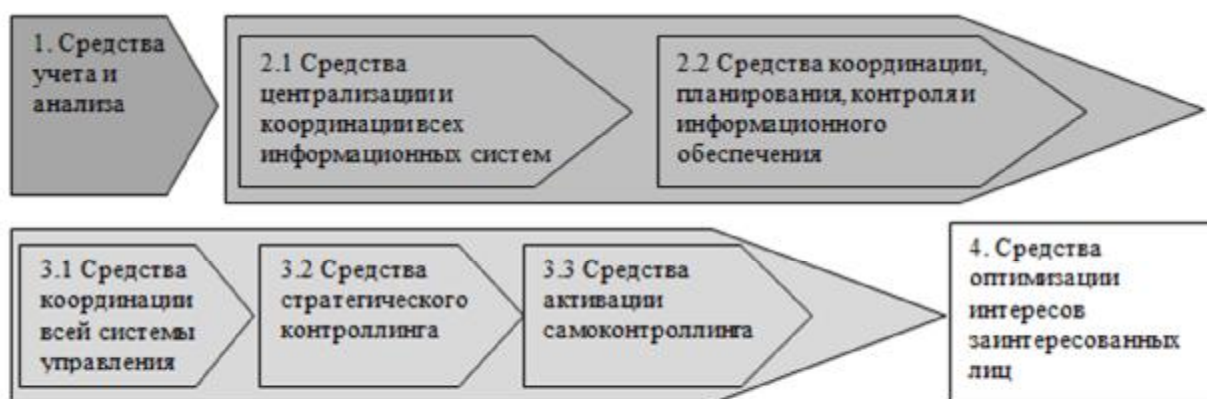 1. Средства
учета и
анализа
2.1 Средства
централизации и
координации всех
информационных систем
2.2 Средства координации,
планирования, контроля и
информационного
обеспечения
3.1 Средства
координации
всей системы
управления
3.2 Средства
стратегического
контроллинга
3.3 Средства
активации
самоконтроллинга
4. Средства
оптимизации
интересов
заинтересованных
лиц